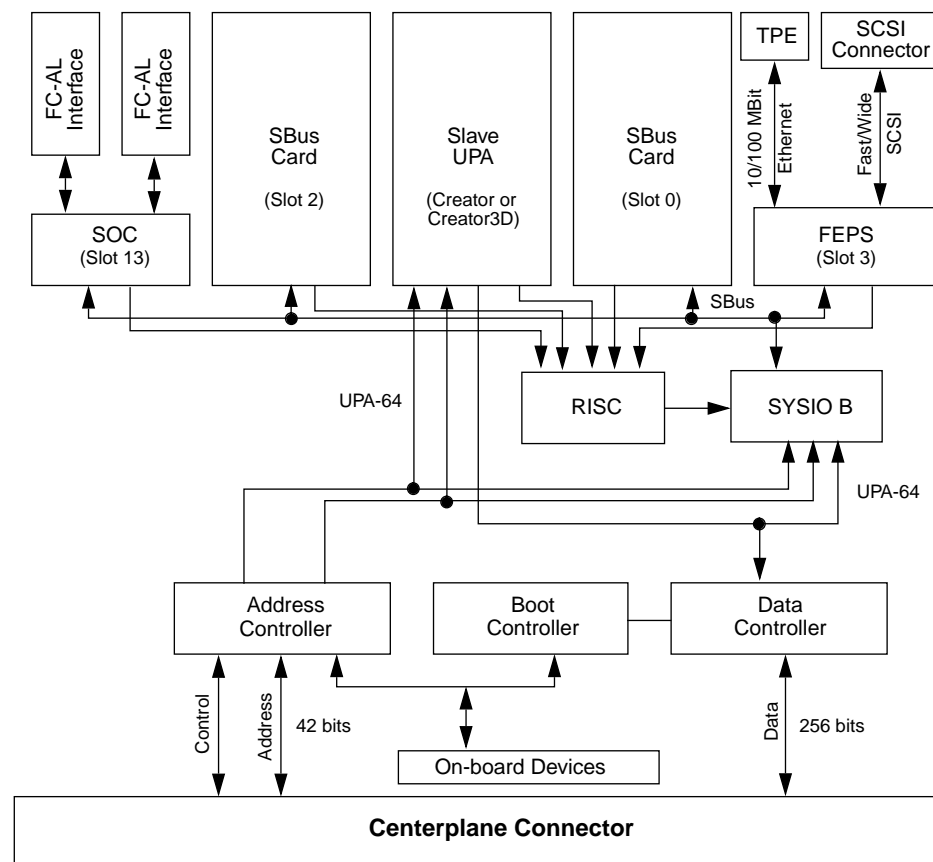 FC-AL
Interface
FC-AL
Interface
SBus
Card
(Slot 2)
Slave
UPA
(Creator or
Creator3D)
SBus
Card
(Slot 0)
TPE
SCSI
Connector
10/100 MBit
Ethernet
Fast/Wide
SCSI
SOC
(Slot 13)
FEPS
(Slot 3)
SBus
UPA-64
RISC
SYSIO B
UPA-64
Address
Controller
Boot
Controller
Data
Controller
Control
Address
42 bits
Data
256 bits
On-board Devices
Centerplane Connector